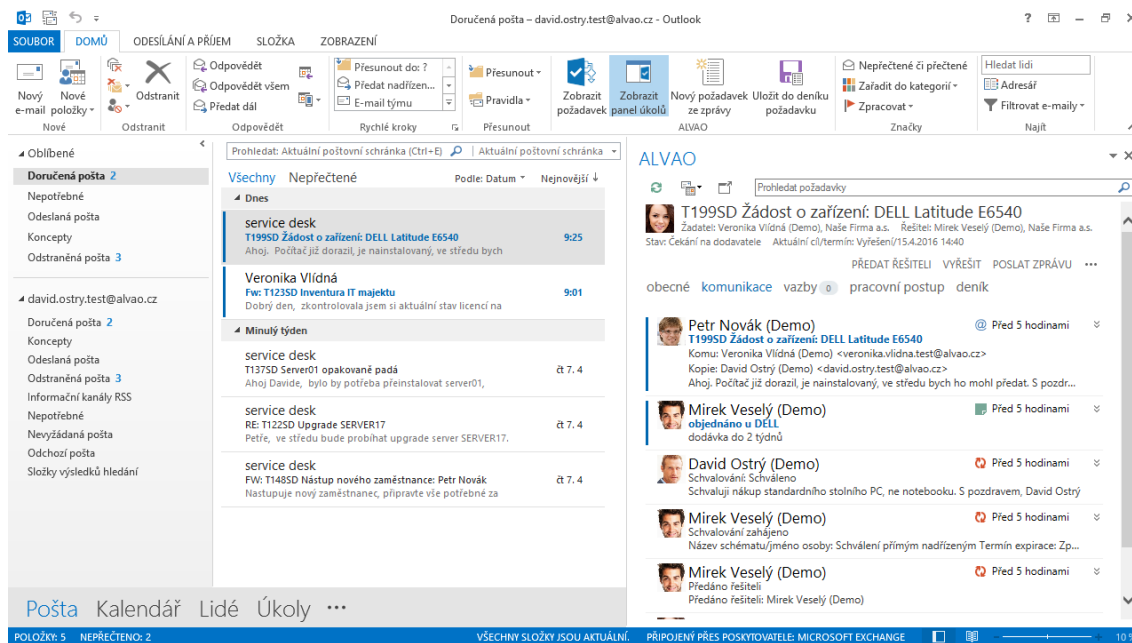 Doručená pošta – david.ostry.test@alvao.cz - Outlook
SOUBOR DOMŮ ODESÍLÁNÍ A PŘÍJEM SLOŽKA ZOBRAZENÍ
Nový e-mail
Nové položky
Nové
Odstranit
Odstranit
Odpovědět
Odpovědět všem
Předat dál
Odpovědět
Přesunout do: ?
Předat nadřízen...
E-mail týmu
Rychlé kroky
Přesunout
Pravidla
Přesunout
Zobrazit požadavek
Zobrazit panel úkolů
Nový požadavek ze zprávy
Uložit do deníku požadavku
ALVAO
Nepřečtené či přečtené
Zařadit do kategorií
Zpracovat
Značky
Hledat lidi
Adresář
Filtrovat e-maily
Najít
Oblíbené
Doručená pošta 2
Nepotřebné
Odeslaná pošta
Koncepty
Odstraněná pošta 3
david.ostry.test@alvao.cz
Doručená pošta 2
Koncepty
Odeslaná pošta
Odstraněná pošta 3
Informační kanály RSS
Nepotřebné
Nevyžádaná pošta
Odchozí pošta
Složky výsledků hledání
Prohledat: Aktuální poštovní schránka (Ctrl+E) Aktuální poštovní schránka
Všechny Nepřečtené Podle: Datum Nejnovější
Dnes
service desk
T199SD Žádost o zařízení: DELL Latitude E6540 9:25
Ahoj. Počítač již dorazil, je nainstalovaný, ve středu bych
Veronika Vlídná
Fw: T123SD Inventura IT majektu 9:01
Dobrý den, zkontrolovala jsem si aktuální stav licencí na
Minulý týden
service desk
T137SD Server01 opakovaně padá čt 7. 4
Ahoj Davide, bylo by potřeba přeinstalovat server01,
service desk
RE: T122SD Upgrade SERVER17 čt 7. 4
Petře, ve středu bude probíhat upgrade server SERVER17.
service desk
FW: T148SD Nástup nového zaměstnance: Petr Novák čt 7. 4
Nastupuje nový zaměstnanec, připravte vše potřebné za
ALVAO
Prohledat požadavky
T199SD Žádost o zařízení: DELL Latitude E6540
Žadatel: Veronika Vlídná (Demo), Naše Firma a.s. Řešitel: Mirek Veselý (Demo), Naše Firma a.s.
Stav: Čekání na dodavatele Aktuální cíl/termín: Vyřešení/15.4.2016 14:40
PŘEDAT ŘEŠITELI VYŘEŠIT POSLAT ZPRÁVU ...
obecné komunikace vazby 0 pracovní postup deník
Petr Novák (Demo) @ Před 5 hodinami
T199SD Žádost o zařízení: DELL Latitude E6540
Komu: Veronika Vlídná (Demo) <veronika.vlidna.test@alvao.cz>
Kopie: David Ostrý (Demo) <david.ostry.test@alvao.cz>
Ahoj. Počítač již dorazil, je nainstalovaný, ve středu bych ho mohl předat. S pozdr...
Mirek Veselý (Demo) Před 5 hodinami
objednáno u DELL
dodávka do 2 týdnů
David Ostrý (Demo) Před 5 hodinami
Schvalování: Schváleno
Schvaluji nákup standardního stolního PC, ne notebooku. S pozdravem, David Ostrý
Mirek Veselý (Demo) Před 5 hodinami
Schvalování zahájeno
Název schématu/jméno osoby: Schválení přímým nadřízeným Termín expirace: Zp...
Mirek Veselý (Demo) Před 5 hodinami
Předáno řešiteli
Předáno řešiteli: Mirek Veselý (Demo)
Pošta Kalendář Lidé Úkoly ...
POLOŽKY: 5 NEPŘEČTENO: 2 VŠECHNY SLOŽKY JSOU AKTUÁLNÍ. PŘIPOJENÝ PŘES POSKYTOVATELE: MICROSOFT EXCHANGE